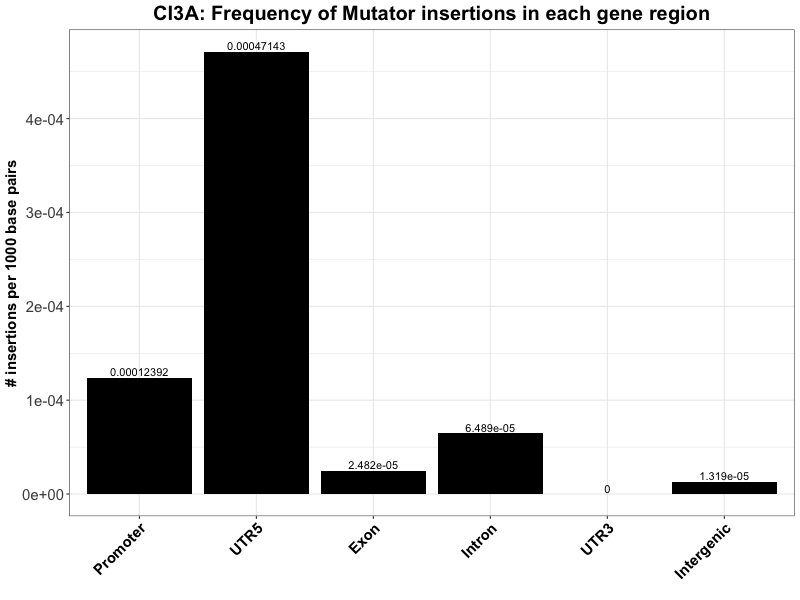 CI3A: Frequency of Mutator insertions in each gene region
# insertions per 1000 base pairs
4e-04
3e-04
2e-04
1e-04
0e+00
0.00012392
0.00047143
2.482e-05
6.489e-05
0
1.319e-05
Promoter
UTR5
Exon
Intron
UTR3
Intergenic